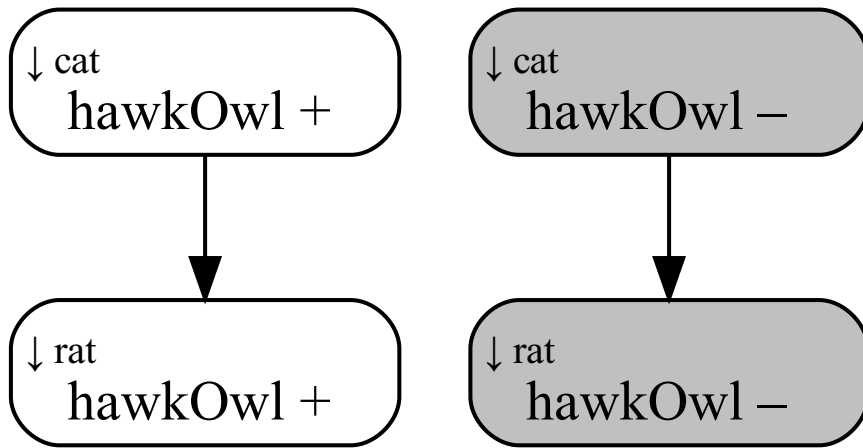 ↓ cat
hawkOwl +
↓ cat
hawkOwl –
↓ rat
hawkOwl +
↓ rat
hawkOwl –